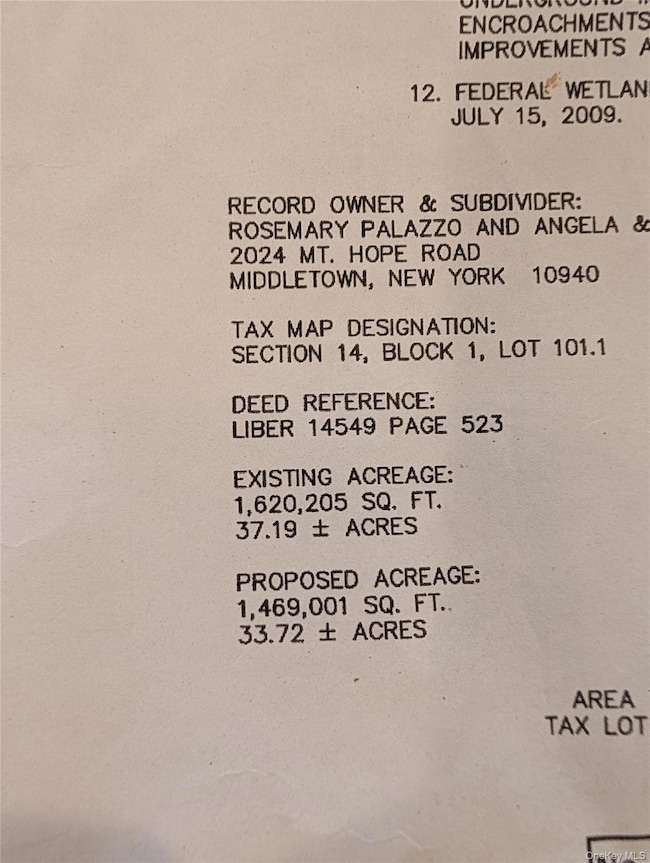 UNDERGROUND
ENCROACHMENTS
IMPROVEMENTS A
12. FEDERAL WETLAN
JULY 15, 2009.
RECORD OWNER & SUBDIVIDER:
ROSEMARY PALAZZO AND ANGELA &
2024 MT. HOPE ROAD
MIDDLETOWN, NEW YORK 10940
TAX MAP DESIGNATION:
SECTION 14, BLOCK 1, LOT 101.1
DEED REFERENCE:
LIBER 14549 PAGE 523
EXISTING ACREAGE:
1,620,205 SQ. FT.
37.19 ± ACRES
PROPOSED ACREAGE:
1,469,001 SQ. FT.
33.72 ± ACRES
AREA
TAX LOT
OneKey MLS